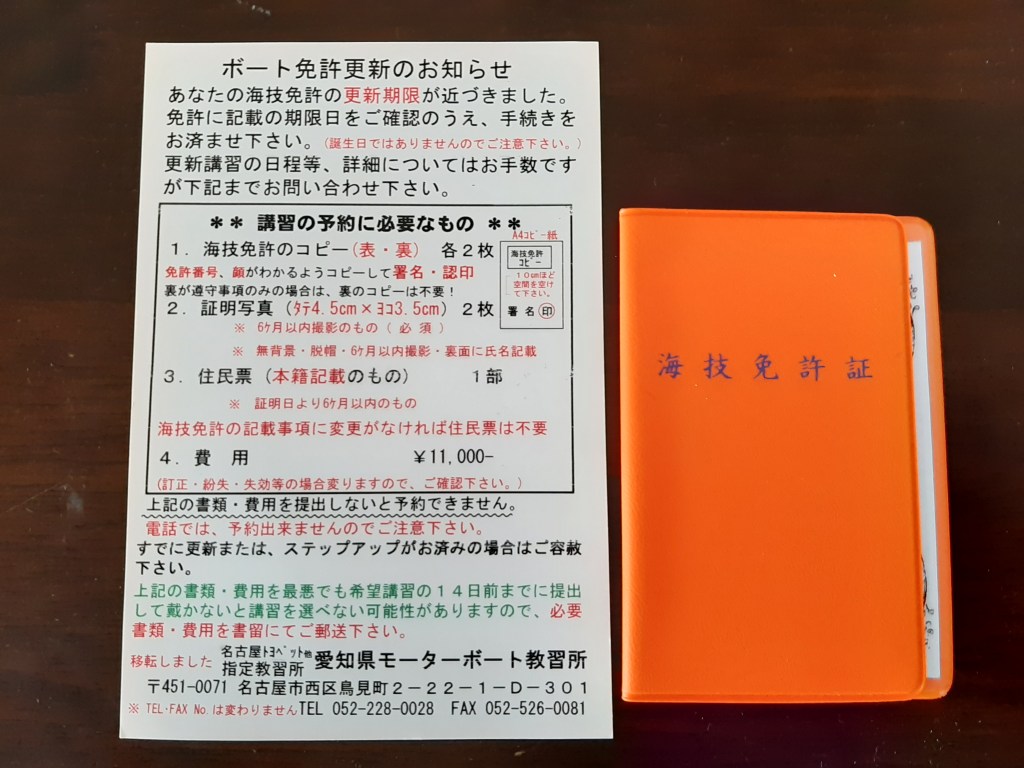 ボート免許更新のお知らせ
あなたの海技免許の更新期限が近づきました。
免許に記載の期限日をご確認のうえ、手続きを
お済ませ下さい。(誕生日ではありませんのでご注意下さい。)
更新講習の日程等、詳細についてはお手数です
が下記までお問い合わせ下さい。
** 講習の予約に必要なもの **
1. 海技免許のコピー(表・裏) 各2枚
免許番号、顔がわかるようコピーして署名・認印
裏が遵守事項のみの場合は、裏のコピーは不要！
A4ｺﾋﾟｰ紙
海技免許
ｺﾋﾟｰ
10㎝ほど
空間を空け
て下さい。
署名 印
2. 証明写真 (ﾀﾃ4.5cm×ﾖｺ3.5cm) 2枚
※ 6ヶ月以内撮影のもの ( 必 須 )
※ 無背景・脱帽・6ケ月以内撮影・裏面に氏名記載
3. 住民票 (本籍記載のもの) 1部
※ 証明日より6ケ月以内のもの
海技免許の記載事項に変更がなければ住民票は不要
4. 費 用 ￥11,000-
(訂正・紛失・失効等の場合変りますので、ご確認下さい。)
上記の書類・費用を提出しないと予約できません。
電話では、予約出来ませんのでご注意下さい。
すでに更新または、ステップアップがお済みの場合はご容赦
下さい。
上記の書類・費用を最悪でも希望講習の14日前までに提出
して戴かないと講習を選べない可能性がありますので、必要
書類・費用を書留にてご郵送下さい。
移転しました 名古屋ﾄﾖﾍﾟｯﾄ他
指定教習所 愛知県モーターボート教習所
〒451-0071 名古屋市西区鳥見町2-22-1-D-301
※ TEL・FAX No.は変わりません TEL 052-228-0028 FAX 052-526-0081
海技免許証